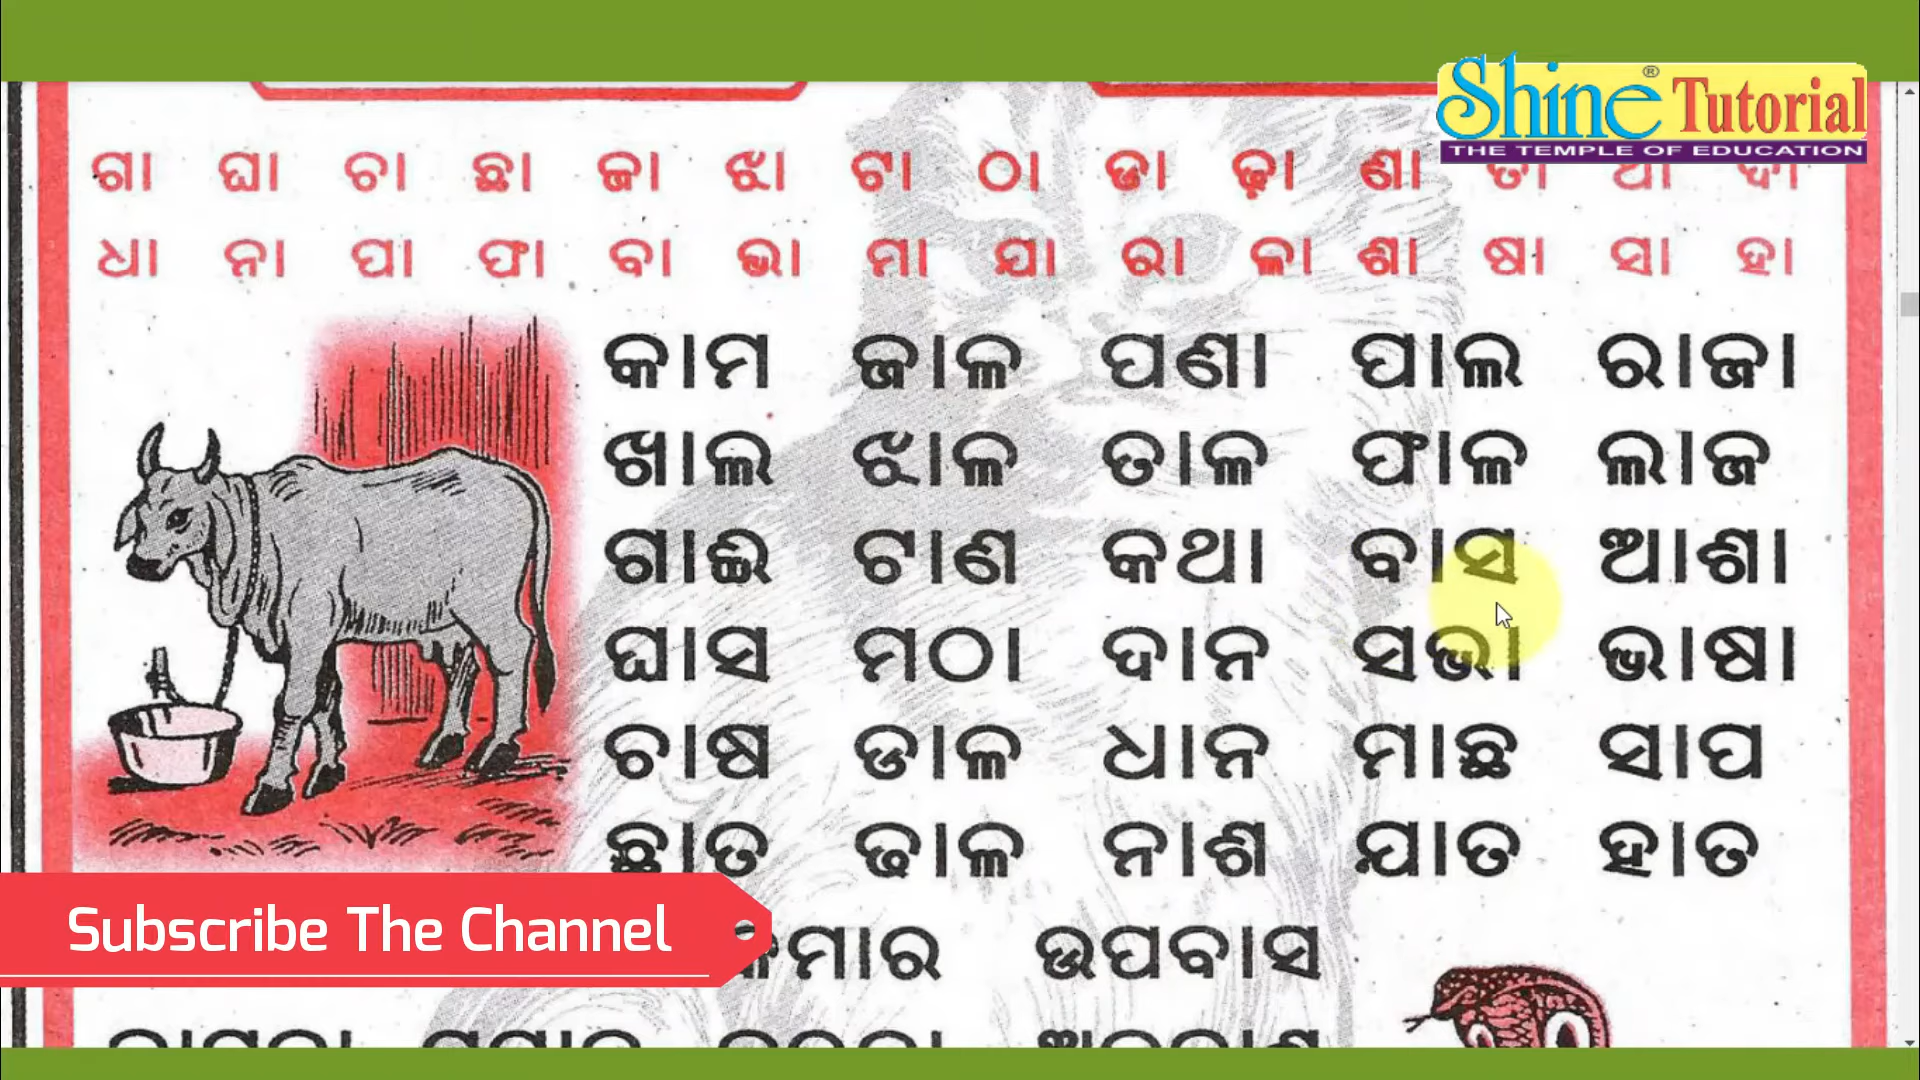 Shine® Tutorial
THE TEMPLE OF EDUCATION
ଗା ଘା ଚା ଛା ଜା ଝା ଟା ଠା ଡା ଢ଼ା ଣା
ଧା ନା ପା ଫା ବା ଭା ମା ଯା ରା ଳା ଶା ଷା ସା ହା
କାମ ଜାଳ ପଣା ପାଲ ରାଜା
ଖାଲ ଝାଳ ତାଳ ଫାଳ ଲାଜ
ଗାଈ ଟାଣ କଥା ବାସ ଆଶା
ଘାସ ମଠା ଦାନ ସଭା ଭାଷା
ଚାଷ ଡାଳ ଧାନ ମାଛ ସାପ
ଛାତ ଢାଳ ନାଶ ଯାତ ହାତ
ଉପବାସ
Subscribe The Channel